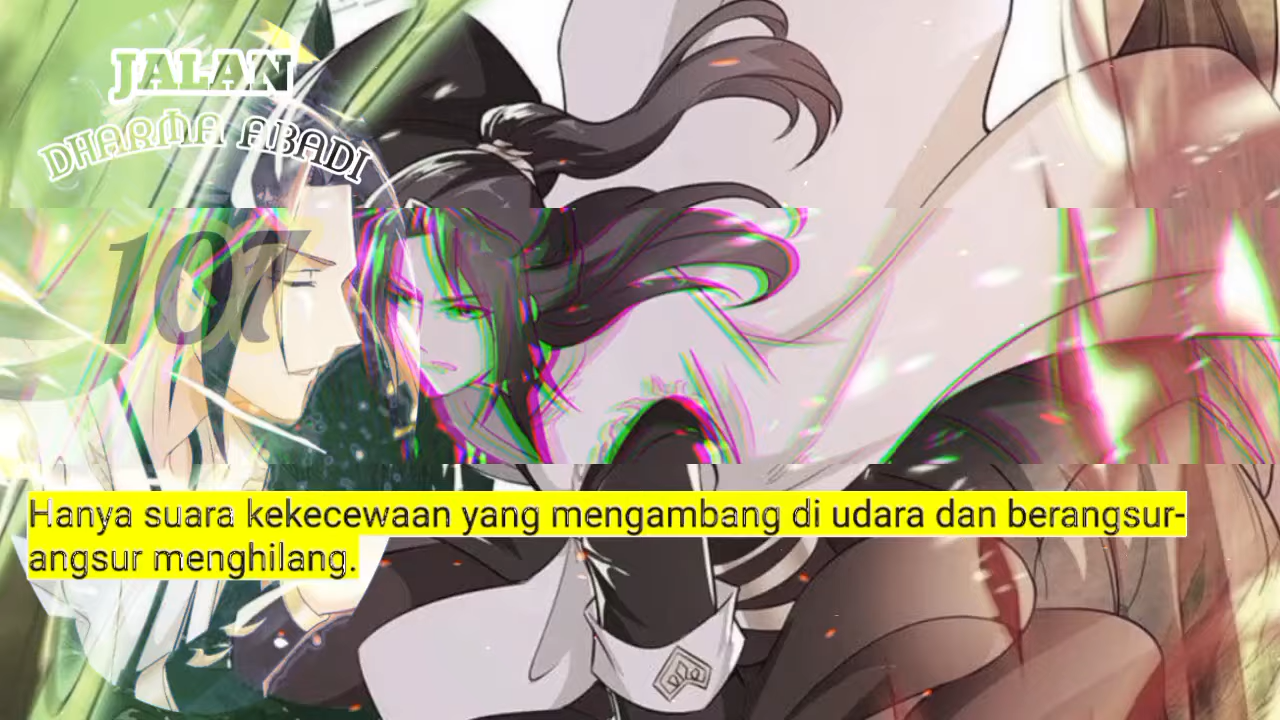 JALAN
DHARMA ABADI
107
Hanya suara kekecewaan yang mengambang di udara dan berangsur-
angsur menghilang.